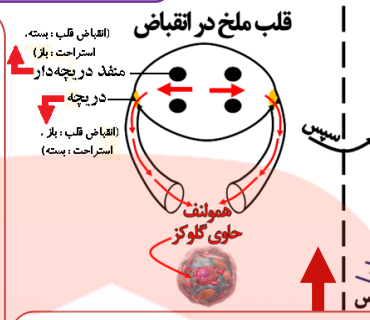 قلب ملخ در انقباض
(انقباض قلب : بسته،
استراحت : باز)
منفذ دریچه‌دار
دریچه
(انقباض قلب : باز ،
استراحت : بسته)
سپس
همولنف
حاوی گلوکز